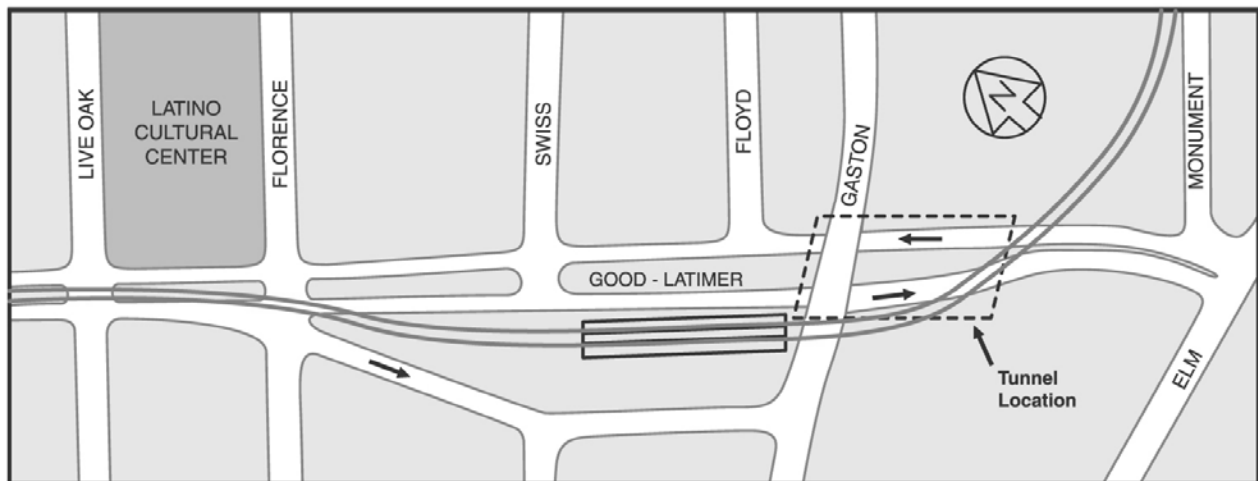 LIVE OAK
LATINO
CULTURAL
CENTER
FLORENCE
SWISS
FLOYD
GASTON
N
MONUMENT
GOOD - LATIMER
ELM
Tunnel
Location